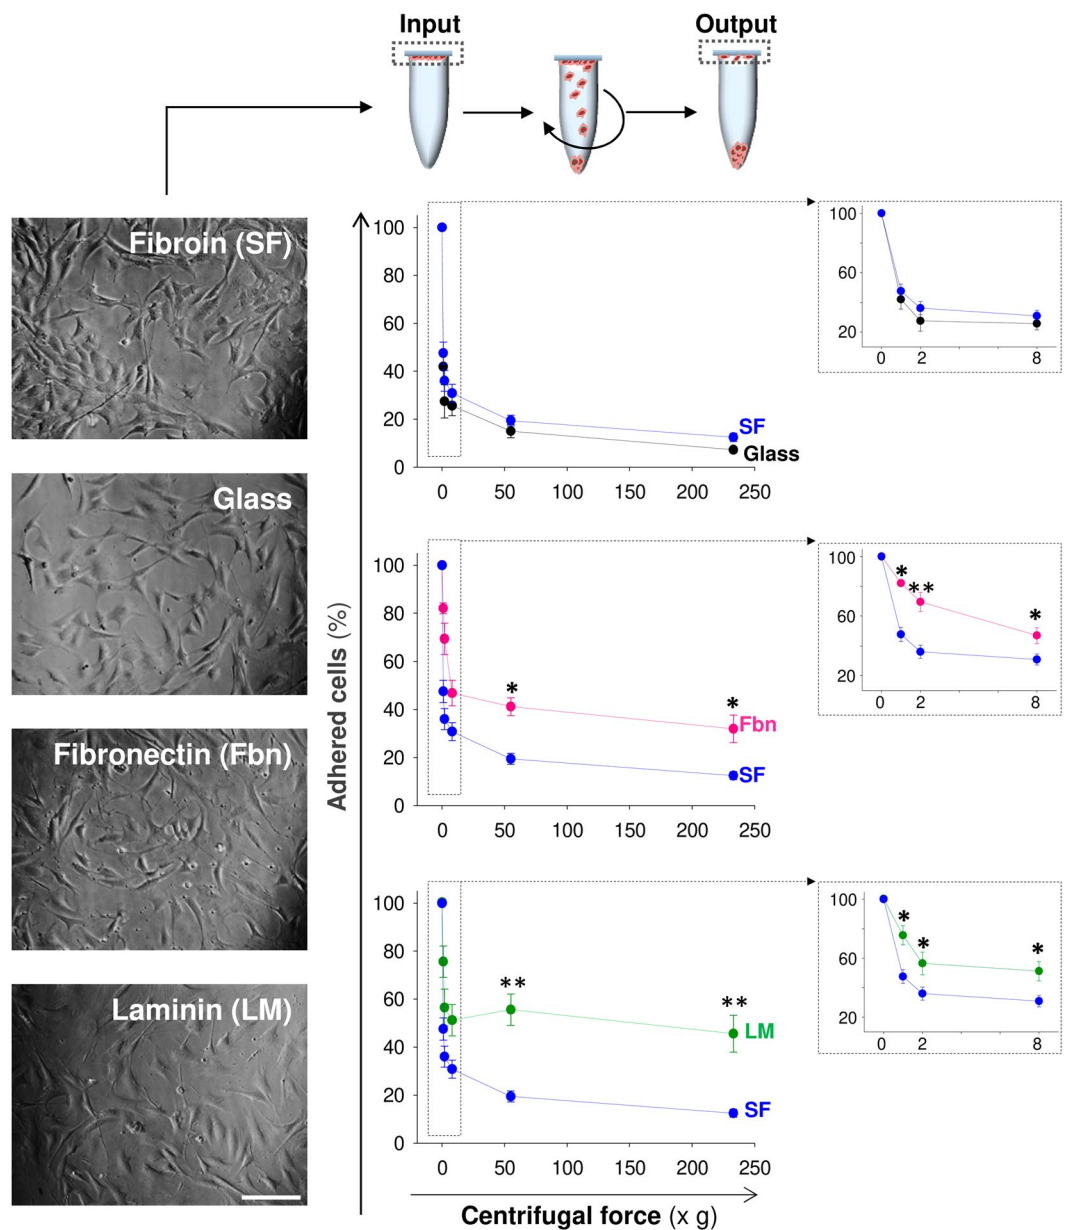 Input
Output
Fibroin (SF)
Glass
Fibronectin (Fbn)
Laminin (LM)
Adhered cells (%)
100
80
60
40
20
0
SF
Glass
0 50 100 150 200 250
100
60
20
0 2 8
100
80
60
40
20
0
* *
Fbn
SF
0 50 100 150 200 250
100
60
20
* ** *
0 2 8
100
80
60
40
20
0
** **
LM
SF
0 50 100 150 200 250
100
60
20
* * *
0 2 8
Centrifugal force (x g)